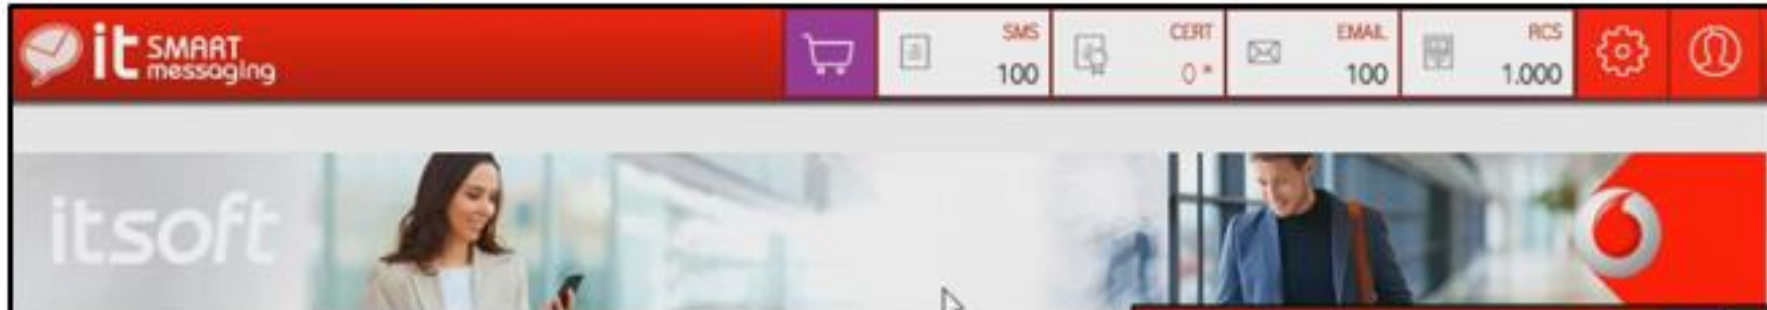 it SMART
messaging
SMS
100
CERT
0 *
EMAIL
100
RCS
1.000
itsoft